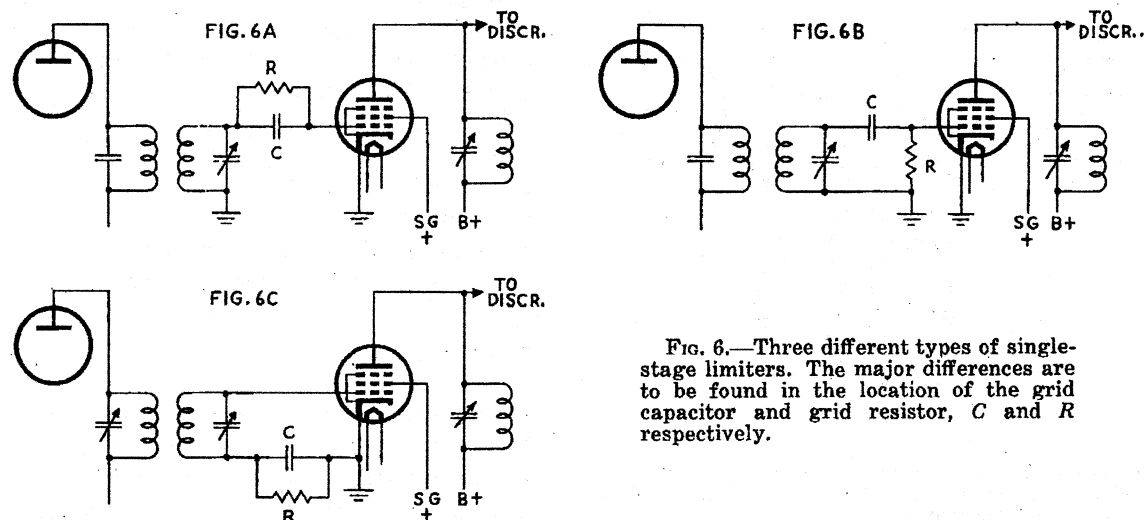 FIG. 6A
TO
DISCR.
R
C
SG
+
B+
FIG. 6B
TO
DISCR..
C
R
SG
+
B+
FIG. 6C
TO
DISCR.
C
R
SG
+
B+
FIG. 6.—Three different types of single-
stage limiters. The major differences are
to be found in the location of the grid
capacitor and grid resistor, C and R
respectively.